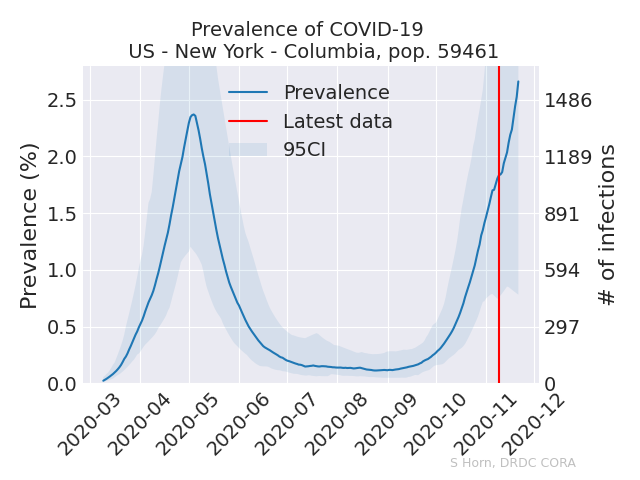 Prevalence of COVID-19
US - New York - Columbia, pop. 59461
Prevalence
Latest data
95CI
Prevalence (%)
2.5
2.0
1.5
1.0
0.5
0.0
1486
1189
891
594
297
0
# of infections
2020-03
2020-04
2020-05
2020-06
2020-07
2020-08
2020-09
2020-10
2020-11
2020-12
S Horn, DRDC CORA